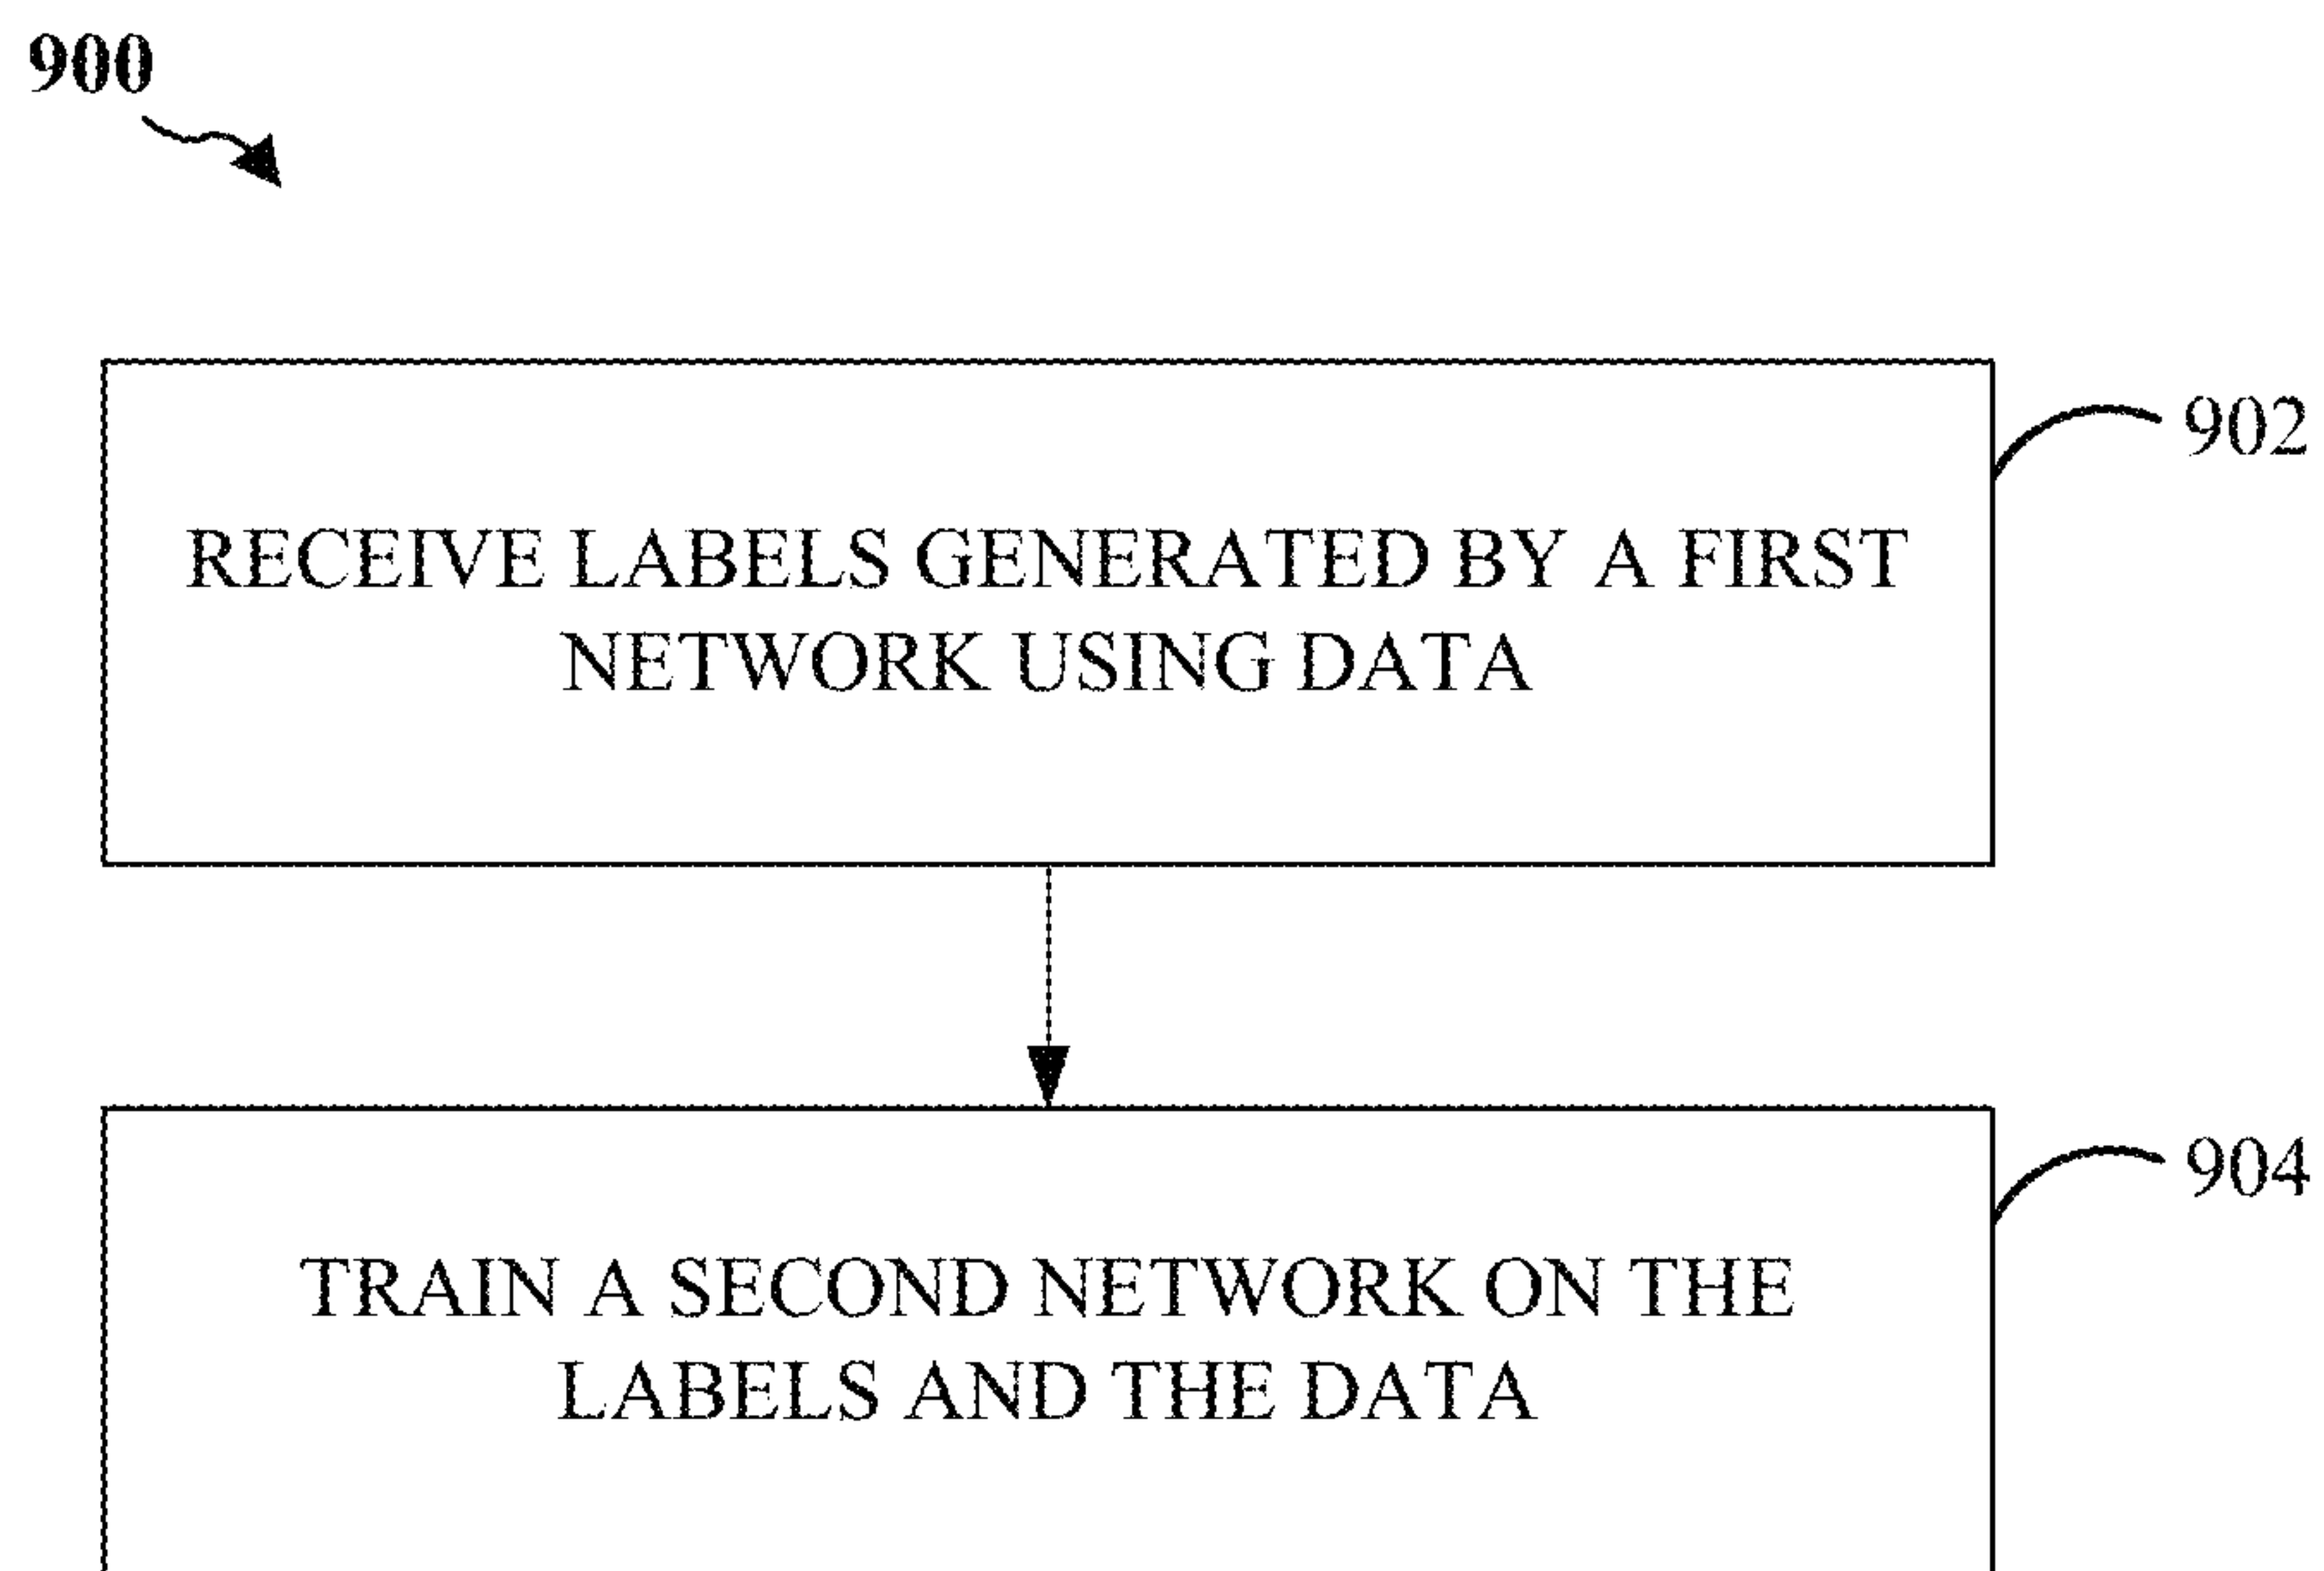 900
902
RECEIVE LABELS GENERATED BY A FIRST
NETWORK USING DATA
904
TRAIN A SECOND NETWORK ON THE
LABELS AND THE DATA